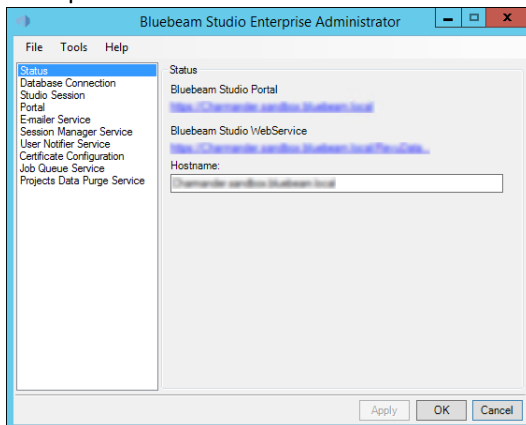 Bluebeam Studio Enterprise Administrator
File Tools Help
Status
Database Connection
Studio Session
Portal
E-mailer Service
Session Manager Service
User Notifier Service
Certificate Configuration
Job Queue Service
Projects Data Purge Service
Status
Bluebeam Studio Portal
Bluebeam Studio WebService
Hostname:
Apply OK Cancel